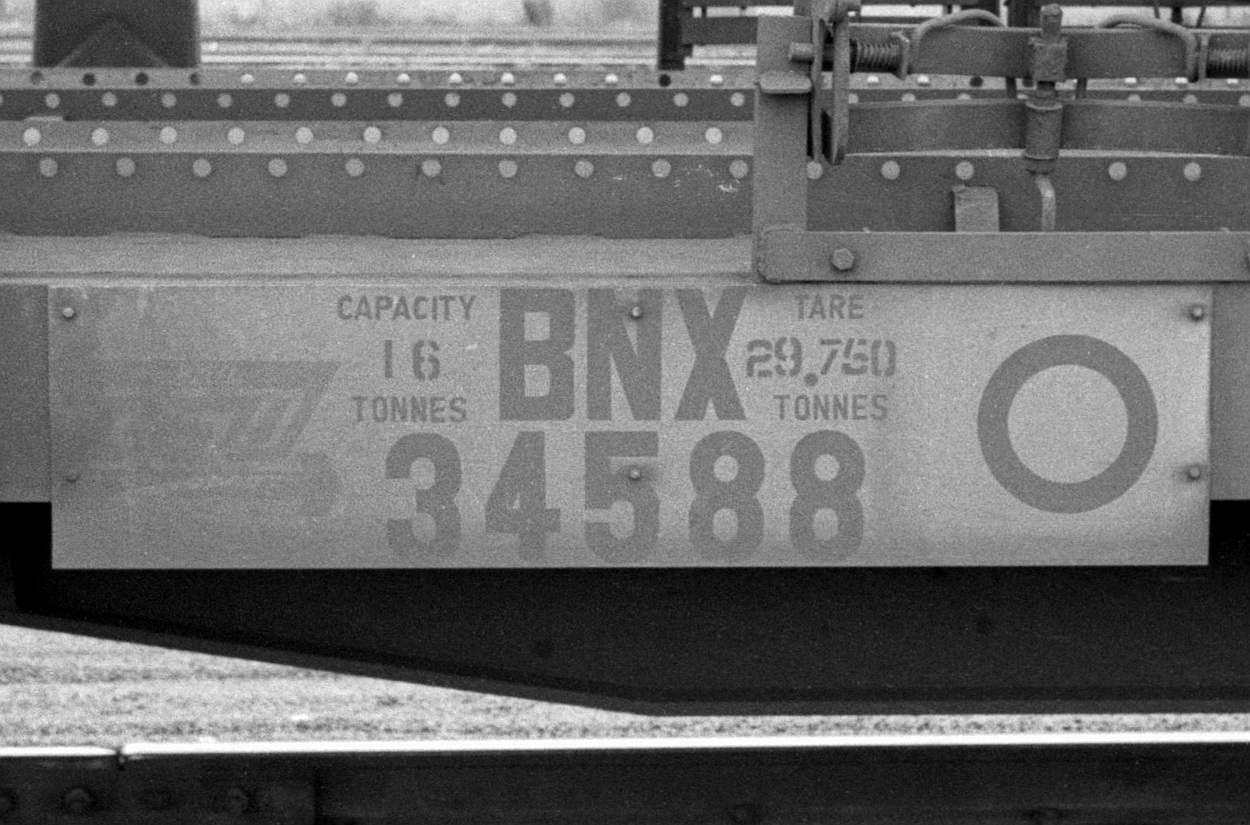 CAPACITY
16
TONNES
BNX
TARE
29.750
TONNES
34588